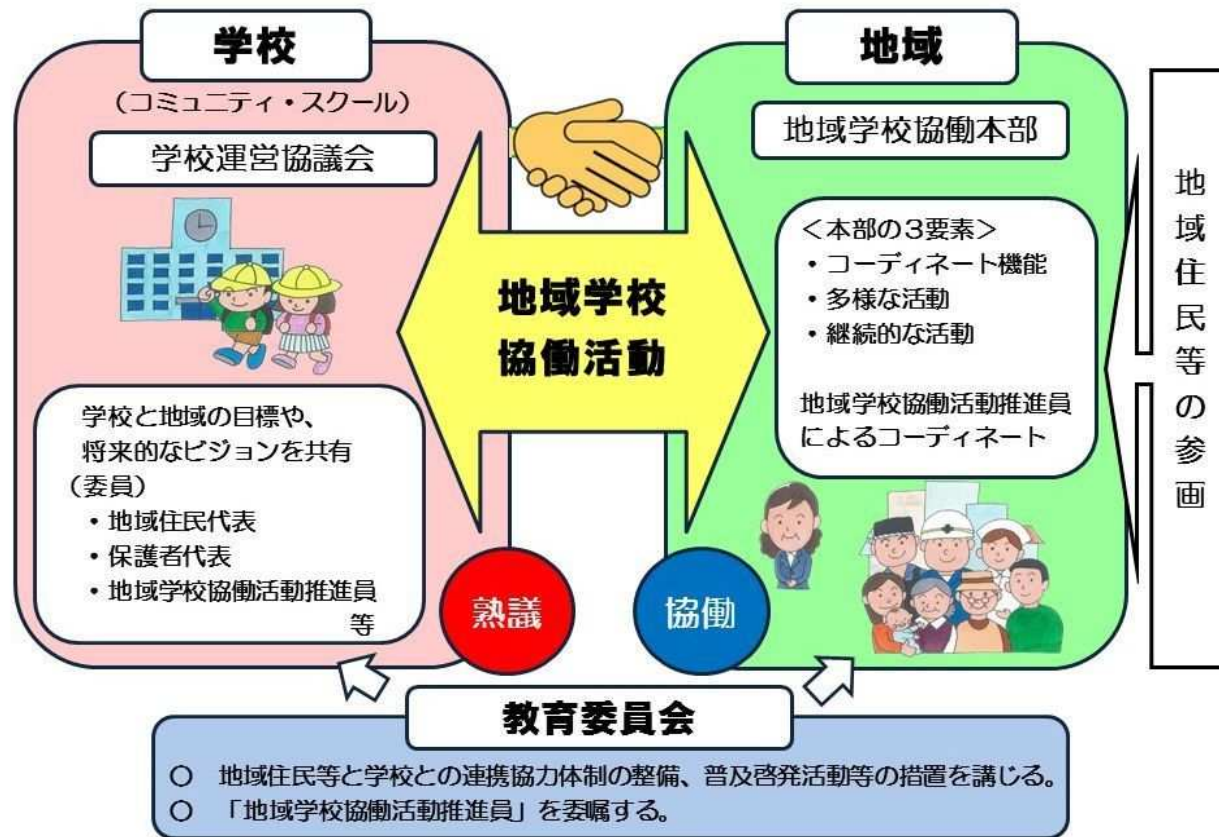 学校
(コミュニティ・スクール)
学校運営協議会
学校と地域の目標や、
将来的なビジョンを共有
(委員)
・地域住民代表
・保護者代表
・地域学校協働活動推進員
等
熟議
地域学校
協働活動
地域
地域学校協働本部
<本部の3要素>
・コーディネート機能
・多様な活動
・継続的な活動
地域学校協働活動推進員
によるコーディネート
協働
地域住民等の参画
教育委員会
○ 地域住民等と学校との連携協力体制の整備、普及啓発活動等の措置を講じる。
○ 「地域学校協働活動推進員」を委嘱する。